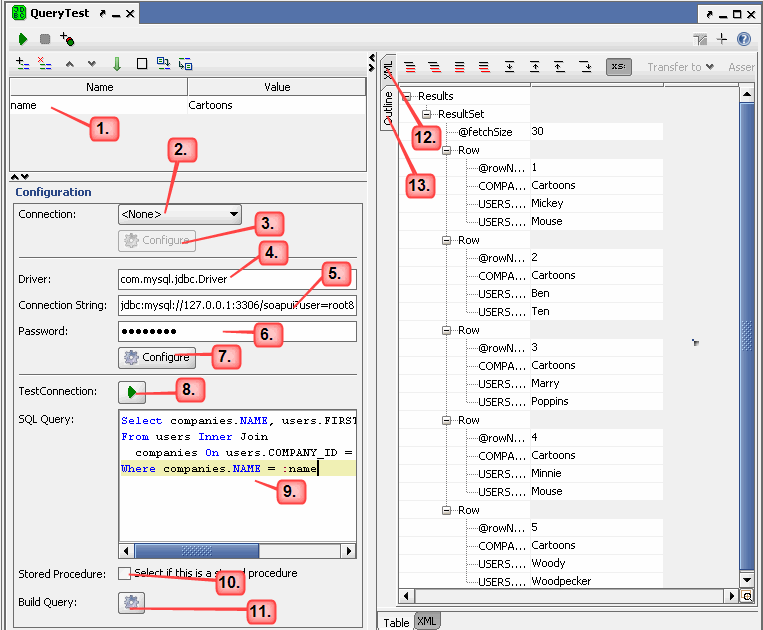 QueryTest
Name Value
name Cartoons
1.
2.
Configuration
Connection: <None>
Configure
3.
4.
Driver: com.mysql.jdbc.Driver
5.
Connection String: jdbc:mysql://127.0.0.1:3306/soapui?user=root&
Password: ●●●●●●●●
6.
Configure
7.
TestConnection:
8.
SQL Query:
Select companies.NAME, users.FIRST
From users Inner Join
companies On users.COMPANY_ID =
Where companies.NAME = :name
9.
Stored Procedure: Select if this is a stored procedure
10.
Build Query:
11.
XML
Outline
12.
13.
XS: Transfer to Asser
Results
ResultSet
@fetchSize 30
Row
@rowN... 1
COMPA... Cartoons
USERS.... Mickey
USERS.... Mouse
Row
@rowN... 2
COMPA... Cartoons
USERS.... Ben
USERS.... Ten
Row
@rowN... 3
COMPA... Cartoons
USERS.... Marry
USERS.... Poppins
Row
@rowN... 4
COMPA... Cartoons
USERS.... Minnie
USERS.... Mouse
Row
@rowN... 5
COMPA... Cartoons
USERS.... Woody
USERS.... Woodpecker
Table XML